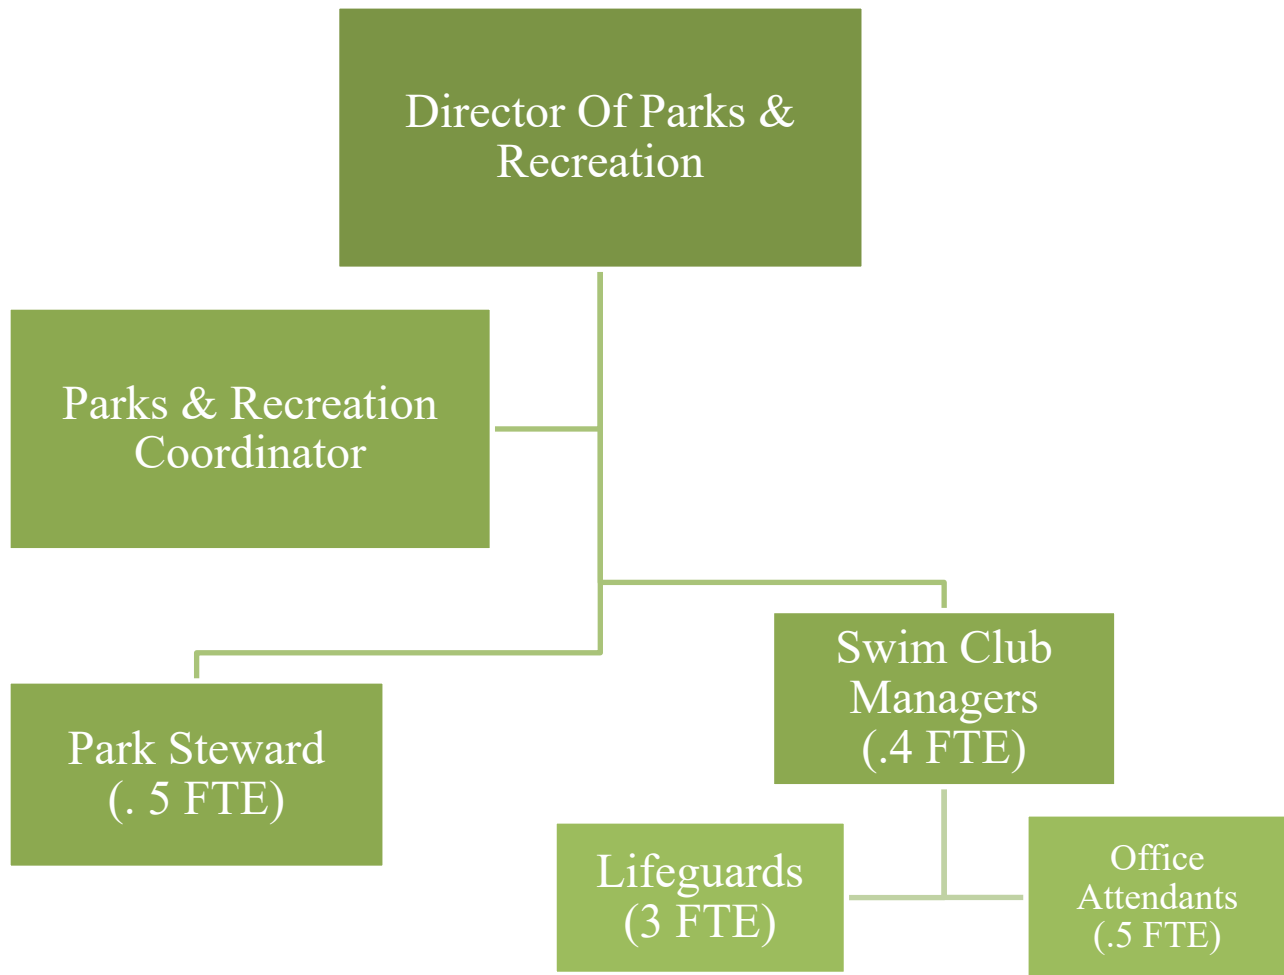 Director Of Parks &
Recreation
Parks & Recreation
Coordinator
Swim Club
Managers
(.4 FTE)
Park Steward
(. 5 FTE)
Lifeguards
(3 FTE)
Office
Attendants
(.5 FTE)